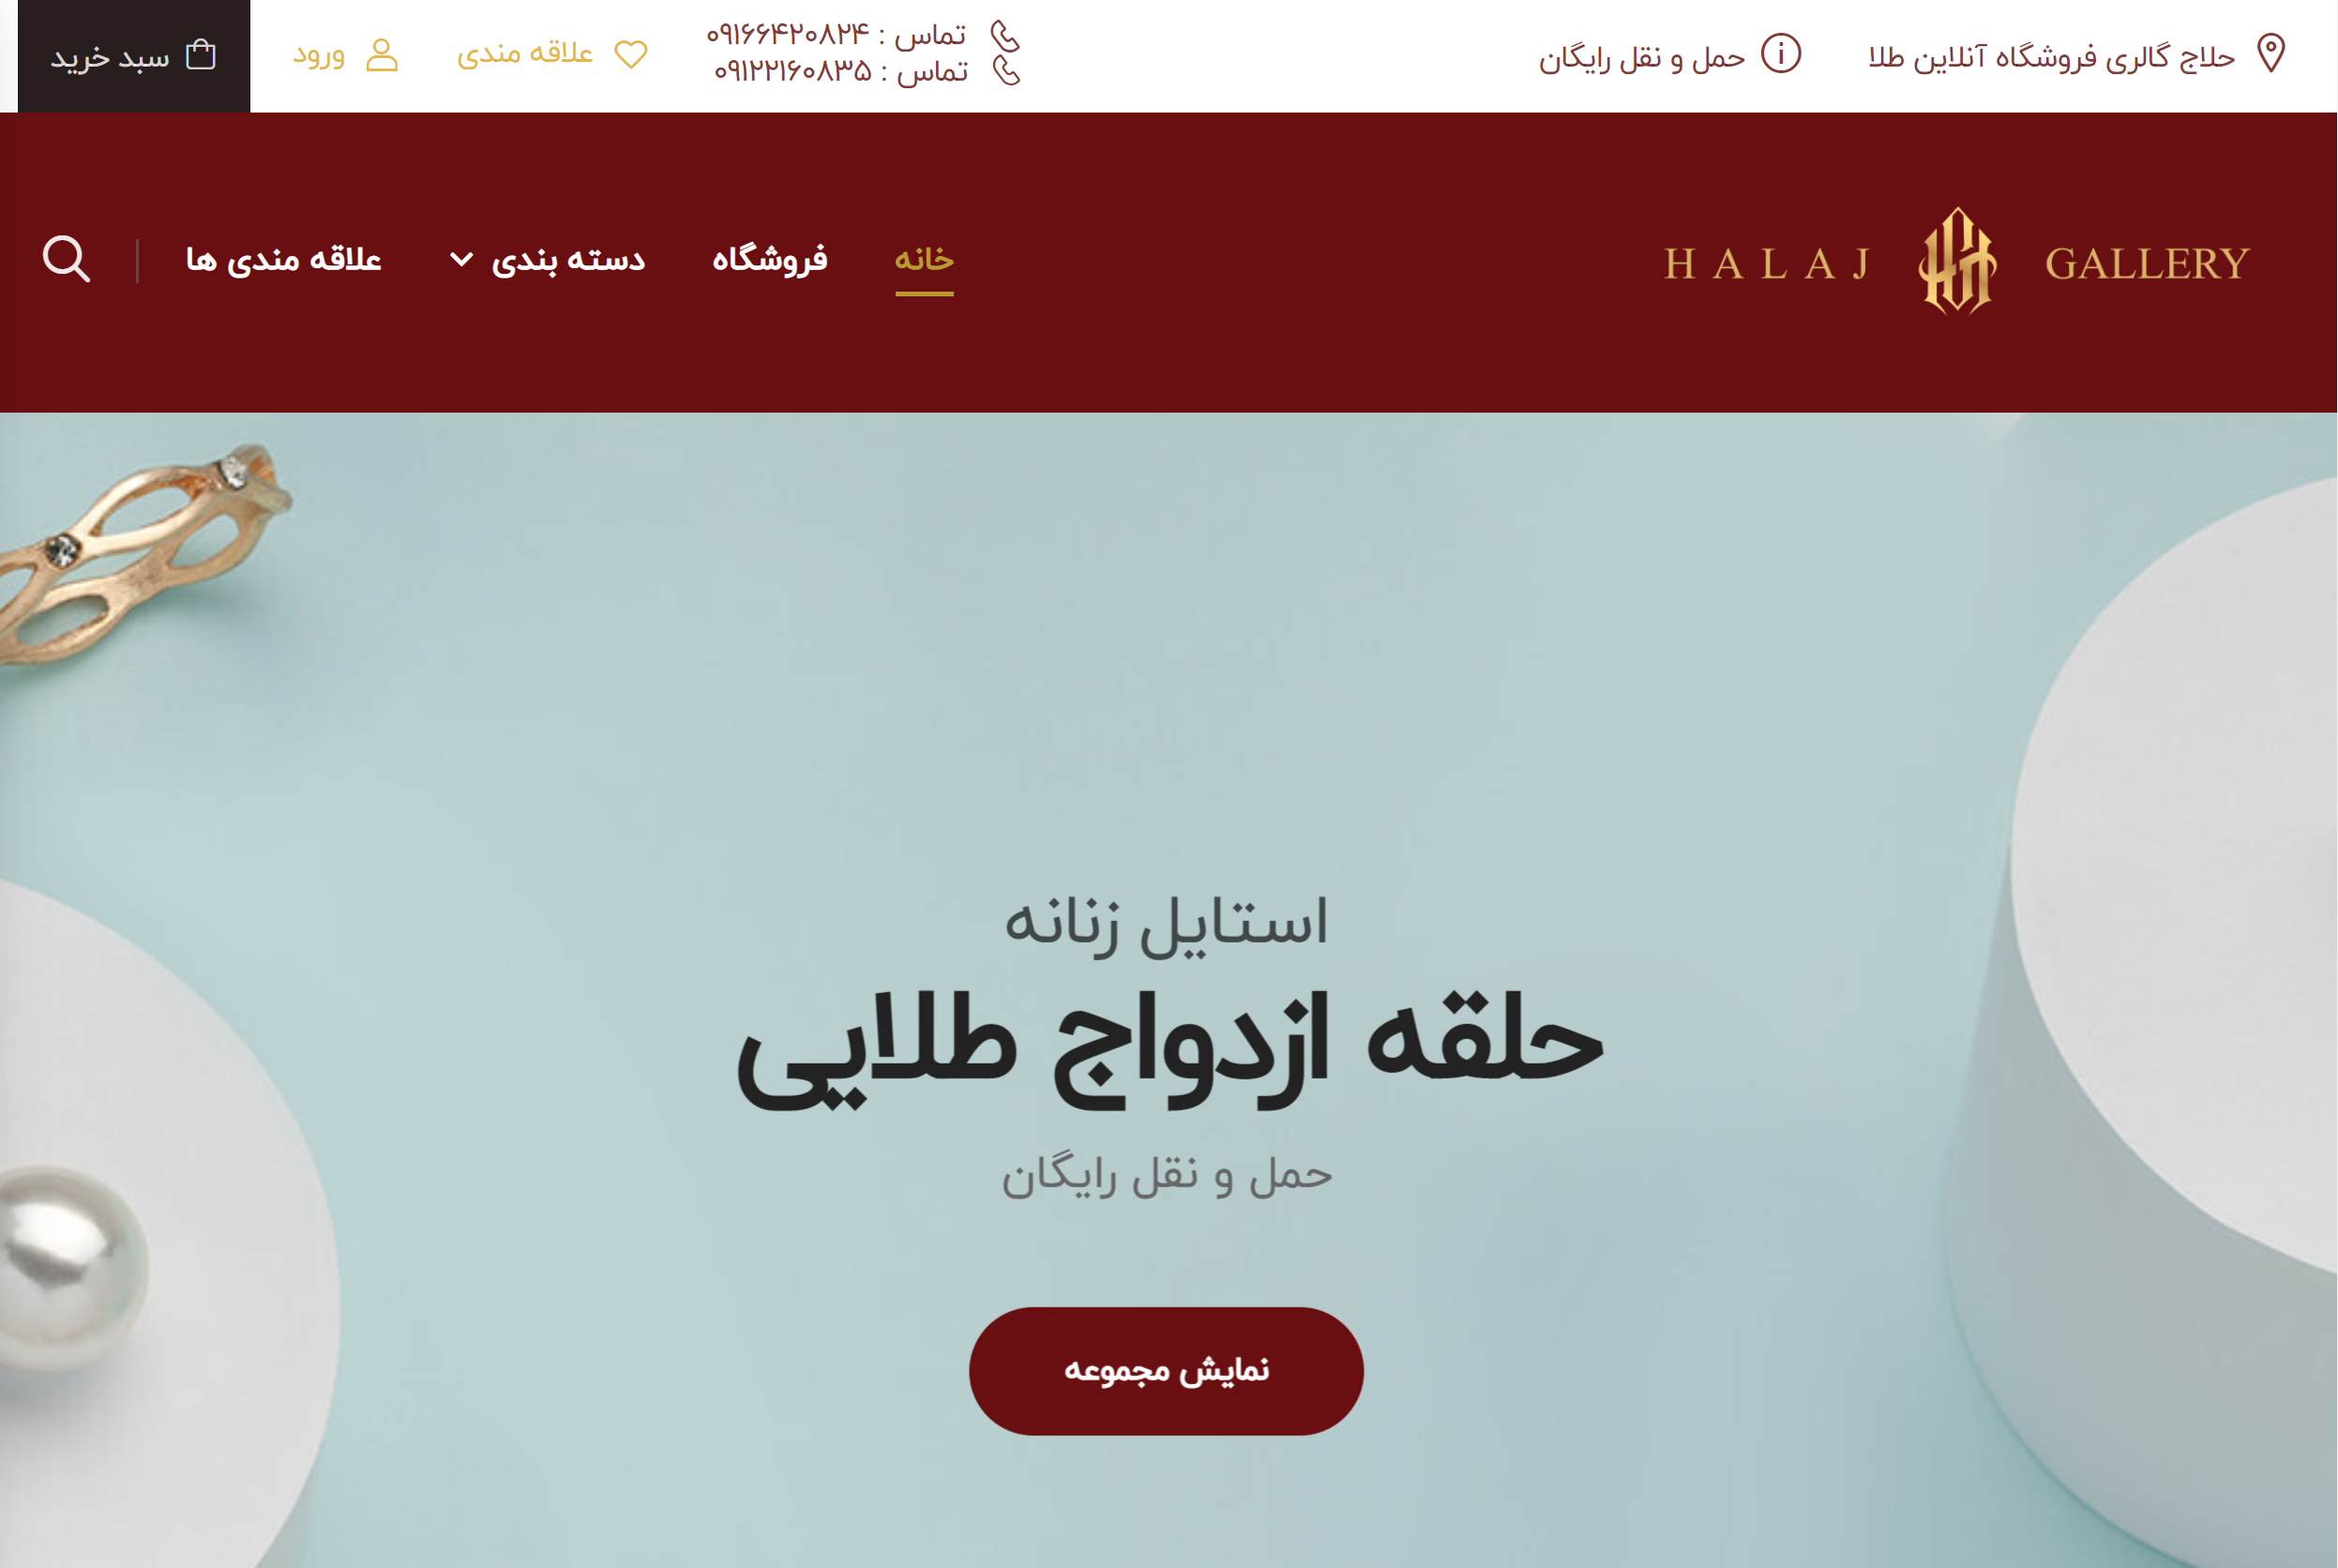 حلاج گالری فروشگاه آنلاین طلا
حمل و نقل رایگان
تماس : ۰۹۱۶۶۴۲۰۸۲۴
تماس : ۰۹۱۲۲۱۶۰۸۳۵
علاقه مندی
ورود
سبد خرید
HALAJ GALLERY
خانه
فروشگاه
دسته بندی
علاقه مندی ها
استایل زنانه
حلقه ازدواج طلایی
حمل و نقل رایگان
نمایش مجموعه